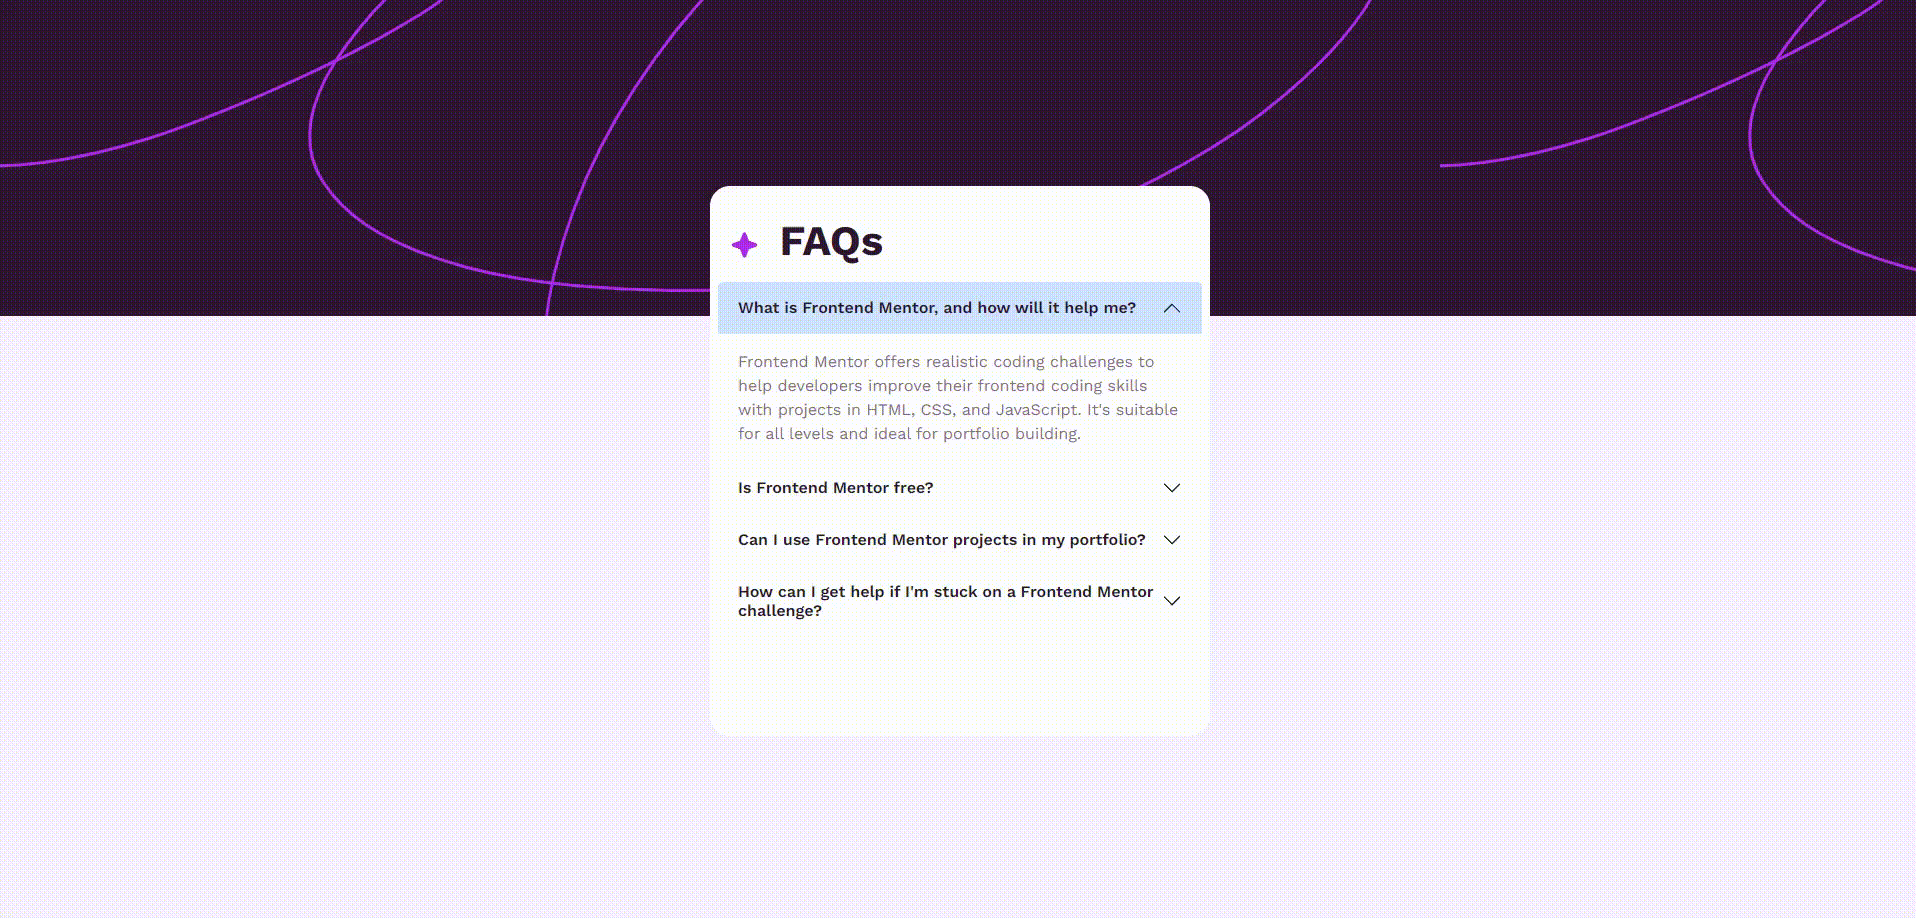 FAQs
What is Frontend Mentor, and how will it help me?
Frontend Mentor offers realistic coding challenges to
help developers improve their frontend coding skills
with projects in HTML, CSS, and JavaScript. It's suitable
for all levels and ideal for portfolio building.
Is Frontend Mentor free?
Can I use Frontend Mentor projects in my portfolio?
How can I get help if I'm stuck on a Frontend Mentor
challenge?